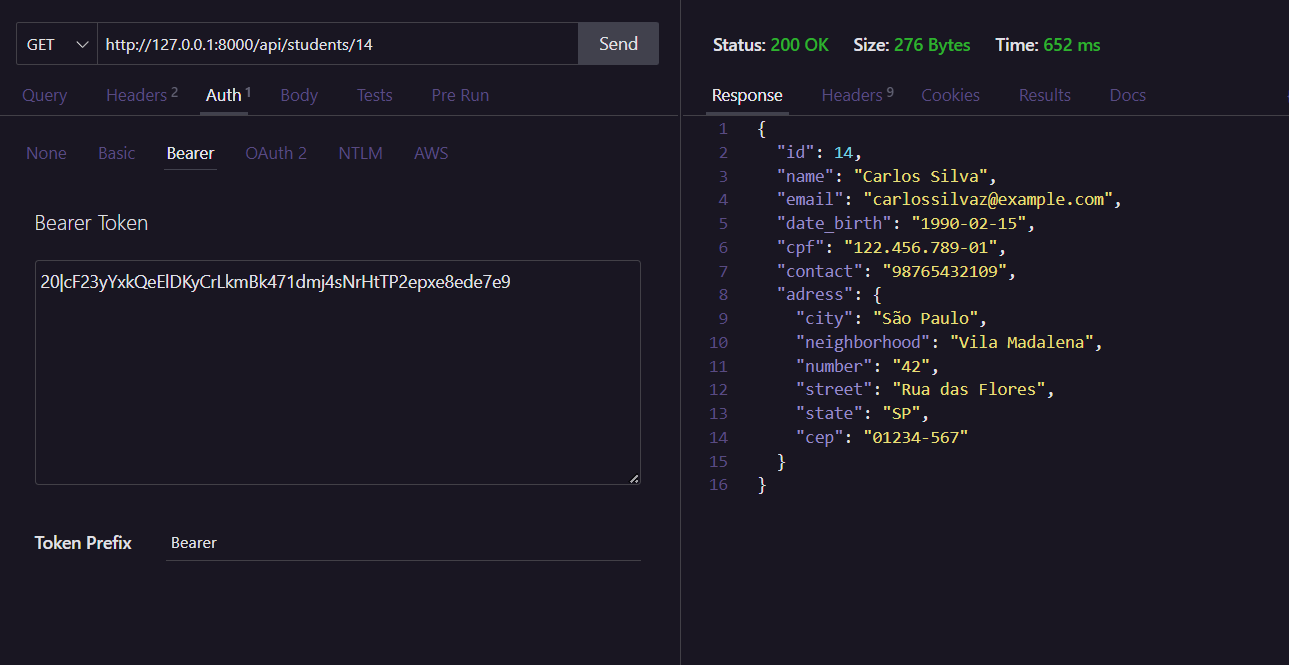 GET http://127.0.0.1:8000/api/students/14 Send
Query Headers 2 Auth 1 Body Tests Pre Run
None Basic Bearer OAuth 2 NTLM AWS
Bearer Token
20|cF23yYxkQeElDKyCrLkmBk471dmj4sNrHtTP2epxe8ede7e9
Token Prefix Bearer
Status: 200 OK Size: 276 Bytes Time: 652 ms
Response Headers 9 Cookies Results Docs
1 {
2 "id": 14,
3 "name": "Carlos Silva",
4 "email": "carlossilvaz@example.com",
5 "date_birth": "1990-02-15",
6 "cpf": "122.456.789-01",
7 "contact": "98765432109",
8 "adress": {
9 "city": "São Paulo",
10 "neighborhood": "Vila Madalena",
11 "number": "42",
12 "street": "Rua das Flores",
13 "state": "SP",
14 "cep": "01234-567"
15 }
16 }